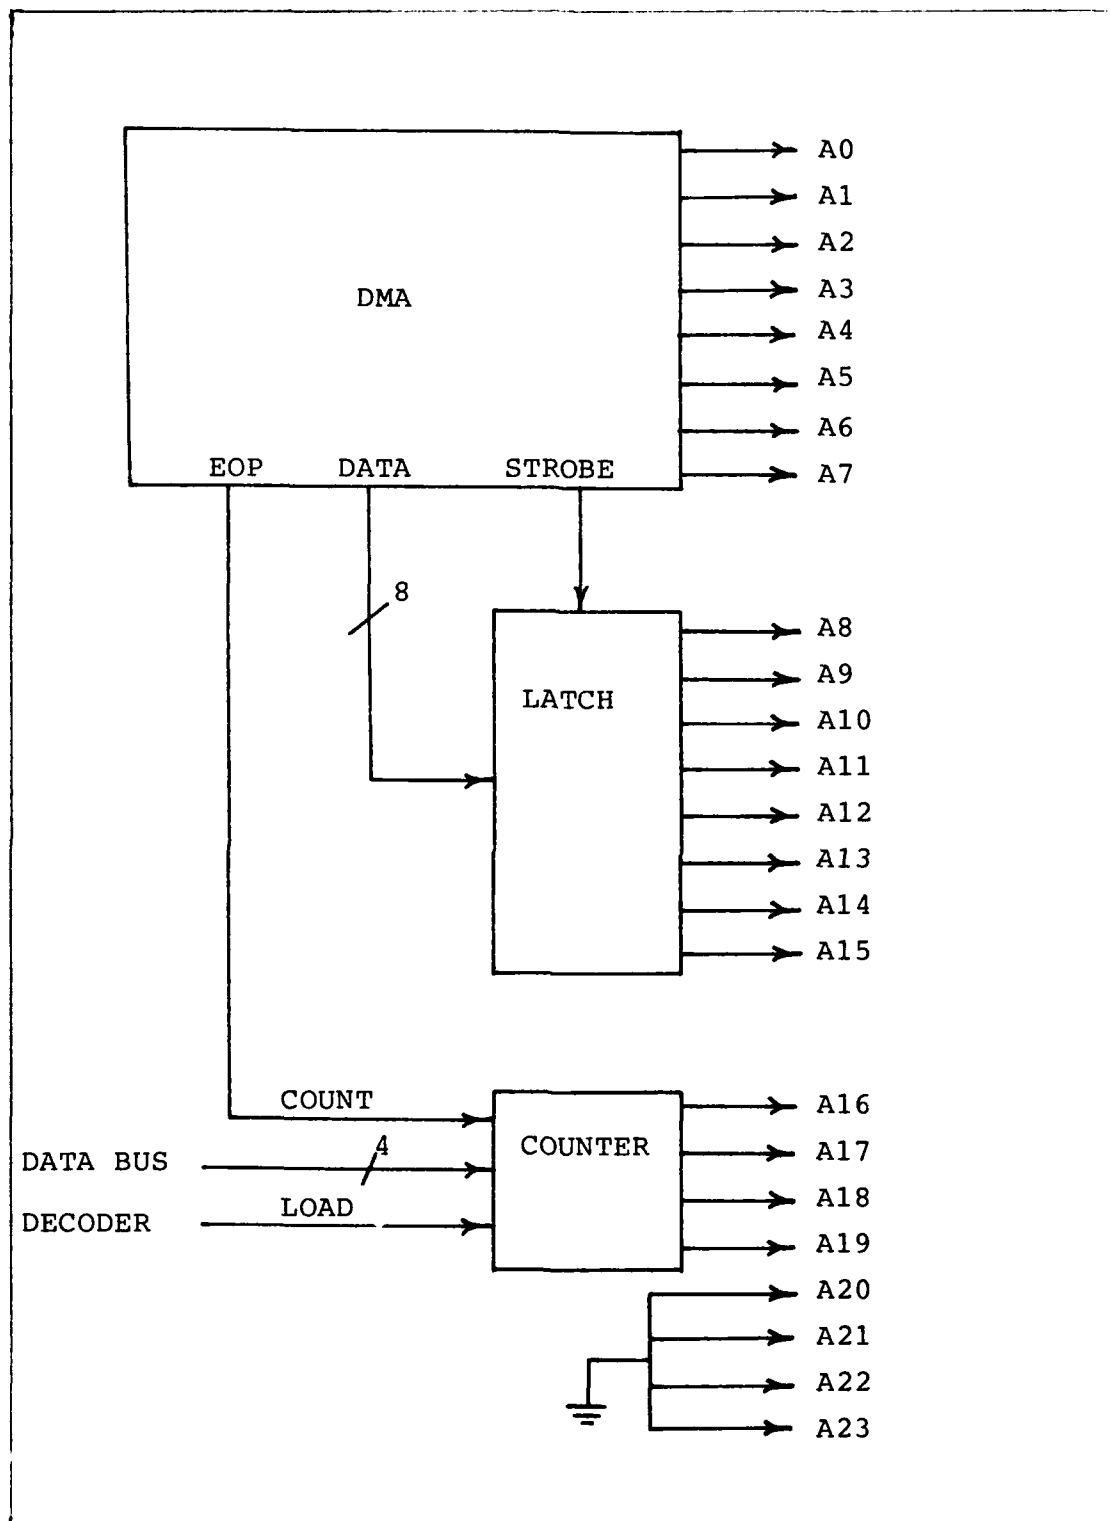 A0
A1
A2
DMA
A3
A4
A5
A6
EOP DATA STROBE
A7
8
A8
A9
LATCH
A10
A11
A12
A13
A14
A15
COUNT
A16
4
COUNTER
DATA BUS
A17
LOAD
A18
DECODER
A19
A20
A21
A22
A23